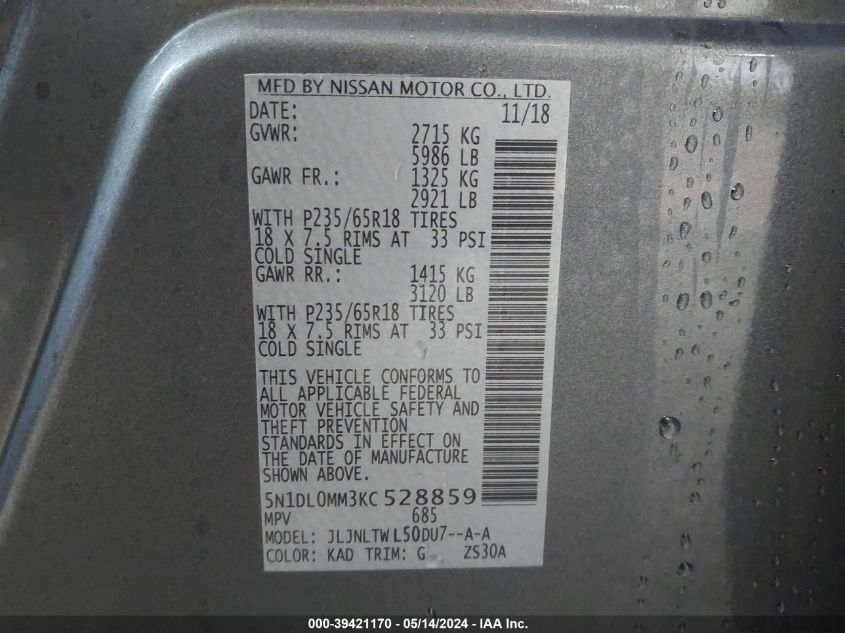 MFD BY NISSAN MOTOR CO., LTD.
DATE: 11/18
GVWR: 2715 KG
5986 LB
GAWR FR.: 1325 KG
2921 LB
WITH P235/65R18 TIRES
18 X 7.5 RIMS AT 33 PSI
COLD SINGLE
GAWR RR.: 1415 KG
3120 LB
WITH P235/65R18 TIRES
18 X 7.5 RIMS AT 33 PSI
COLD SINGLE
THIS VEHICLE CONFORMS TO
ALL APPLICABLE FEDERAL
MOTOR VEHICLE SAFETY AND
THEFT PREVENTION
STANDARDS IN EFFECT ON
THE DATE OF MANUFACTURE
SHOWN ABOVE.
5N1DL0MM3KC528859
MPV 685
MODEL: JLJNLTWL50DU7--A-A
COLOR: KAD TRIM: G ZS30A
000-39421170 - 05/14/2024 - IAA Inc.